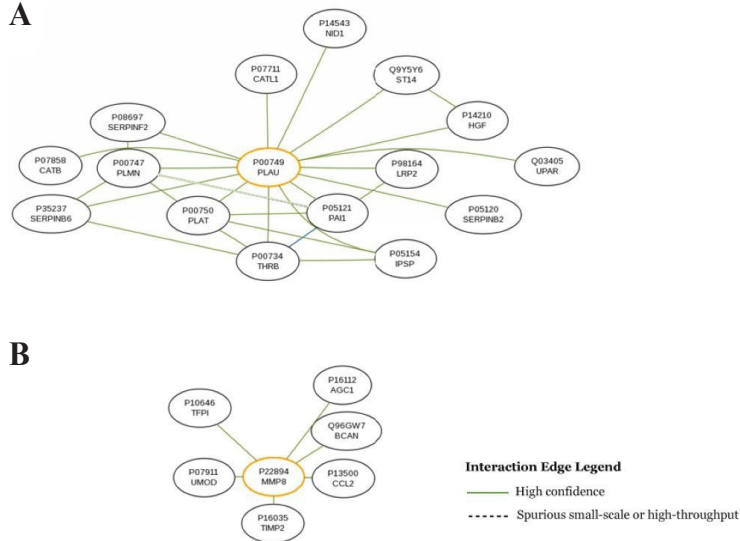 A
P14543
NID1
P07711
CATL1
Q9Y5Y6
ST14
P08697
SERPINF2
P14210
HGF
P07858
CATB
P00747
PLMN
P00749
PLAU
P98164
LRP2
Q03405
UPAR
P35237
SERPINB6
P00750
PLAT
P05121
PAI1
P05120
SERPINB2
P00734
THRB
P05154
IPSP
B
P16112
AGC1
P10646
TFPI
Q96GW7
BCAN
P07911
UMOD
P22894
MMP8
P13500
CCL2
P16035
TIMP2
Interaction Edge Legend
High confidence
Spurious small-scale or high-throughput